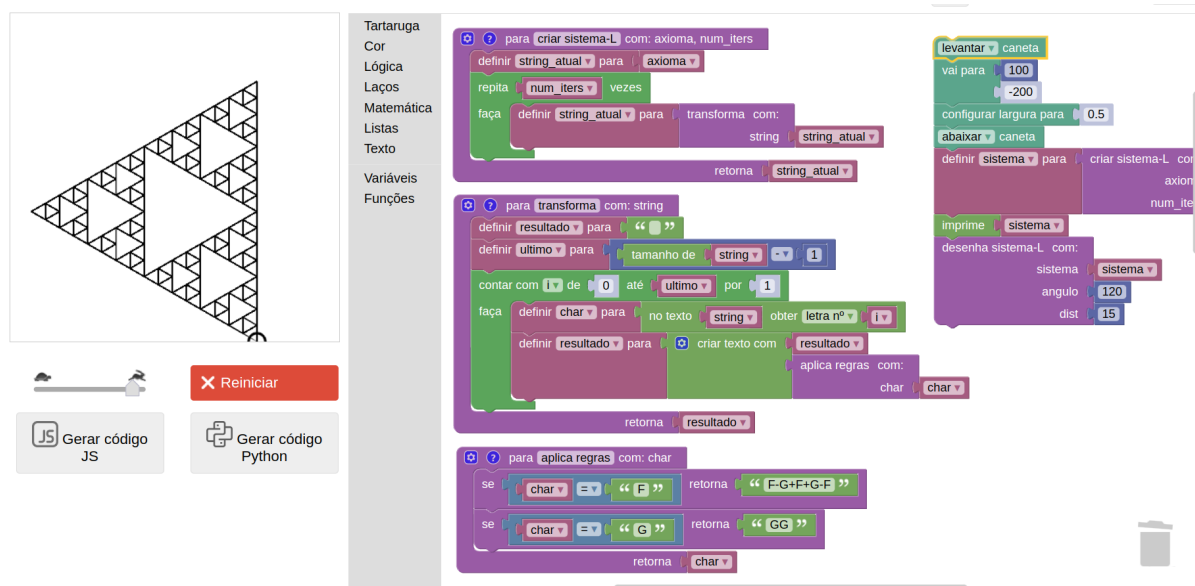 Tartaruga
Cor
Lógica
Laços
Matemática
Listas
Texto
Variáveis
Funções
Reiniciar
JS Gerar código
JS
Gerar código
Python
? para criar sistema-L com: axioma, num_iters
definir string_atual para axioma
repita num_iters vezes
faça definir string_atual para transforma com:
string string_atual
retorna string_atual
? para transforma com: string
definir resultado para “ ”
definir ultimo para tamanho de string - 1
contar com i de 0 até ultimo por 1
faça definir char para no texto string obter letra nº i
definir resultado para criar texto com resultado
aplica regras com:
char char
retorna resultado
? para aplica regras com: char
se char = “ F ” retorna “ F-G+F+G-F ”
se char = “ G ” retorna “ GG ”
retorna char
levantar caneta
vai para 100
-200
configurar largura para 0.5
abaixar caneta
definir sistema para criar sistema-L
imprime sistema
desenha sistema-L com:
sistema sistema
angulo 120
dist 15